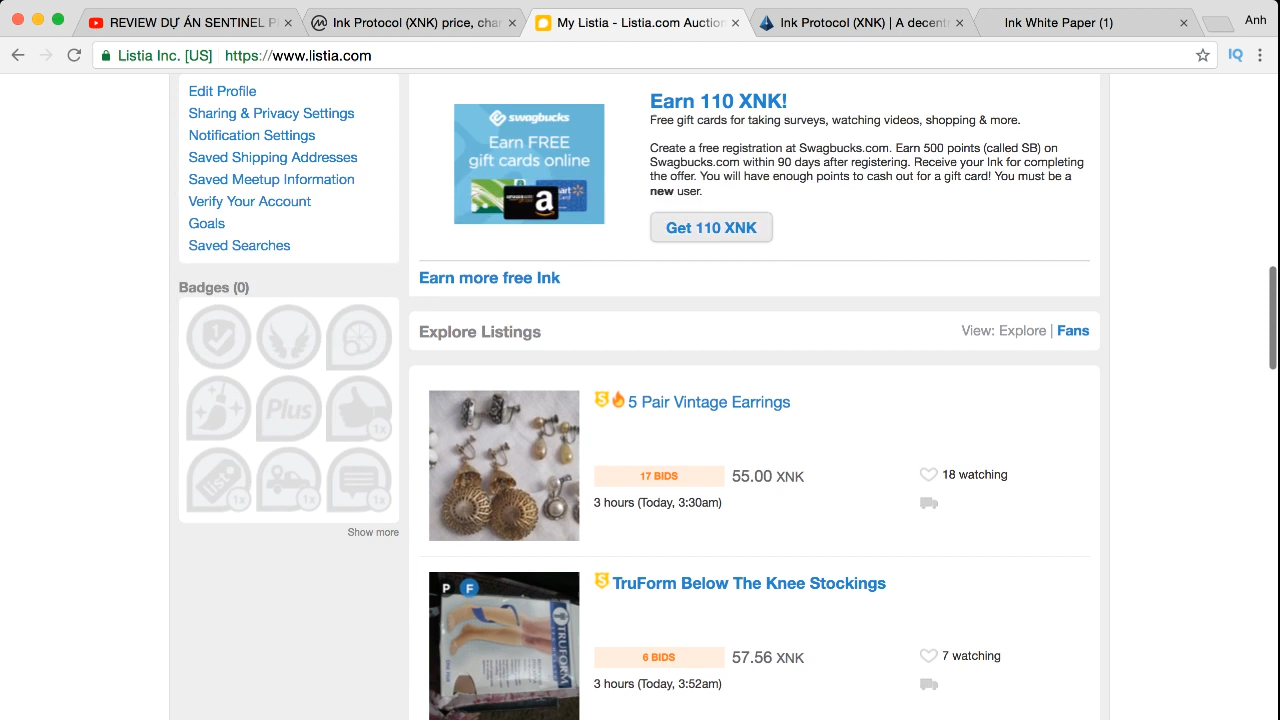 REVIEW DỰ ÁN SENTINEL P
Ink Protocol (XNK) price, char
My Listia - Listia.com Auction
Ink Protocol (XNK) | A decent
Ink White Paper (1)
Anh
Listia Inc. [US]
https://www.listia.com
IQ
Edit Profile
Sharing & Privacy Settings
Notification Settings
Saved Shipping Addresses
Saved Meetup Information
Verify Your Account
Goals
Saved Searches
Badges (0)
Plus
1x
1x
1x
1x
Show more
swagbucks
Earn FREE
gift cards online
Earn 110 XNK!
Free gift cards for taking surveys, watching videos, shopping & more.
Create a free registration at Swagbucks.com. Earn 500 points (called SB) on
Swagbucks.com within 90 days after registering. Receive your Ink for completing
the offer. You will have enough points to cash out for a gift card! You must be a
new user.
Get 110 XNK
Earn more free Ink
Explore Listings
View: Explore | Fans
5 Pair Vintage Earrings
17 BIDS
55.00 XNK
18 watching
3 hours (Today, 3:30am)
P F
TRUFORM
TruForm Below The Knee Stockings
6 BIDS
57.56 XNK
7 watching
3 hours (Today, 3:52am)